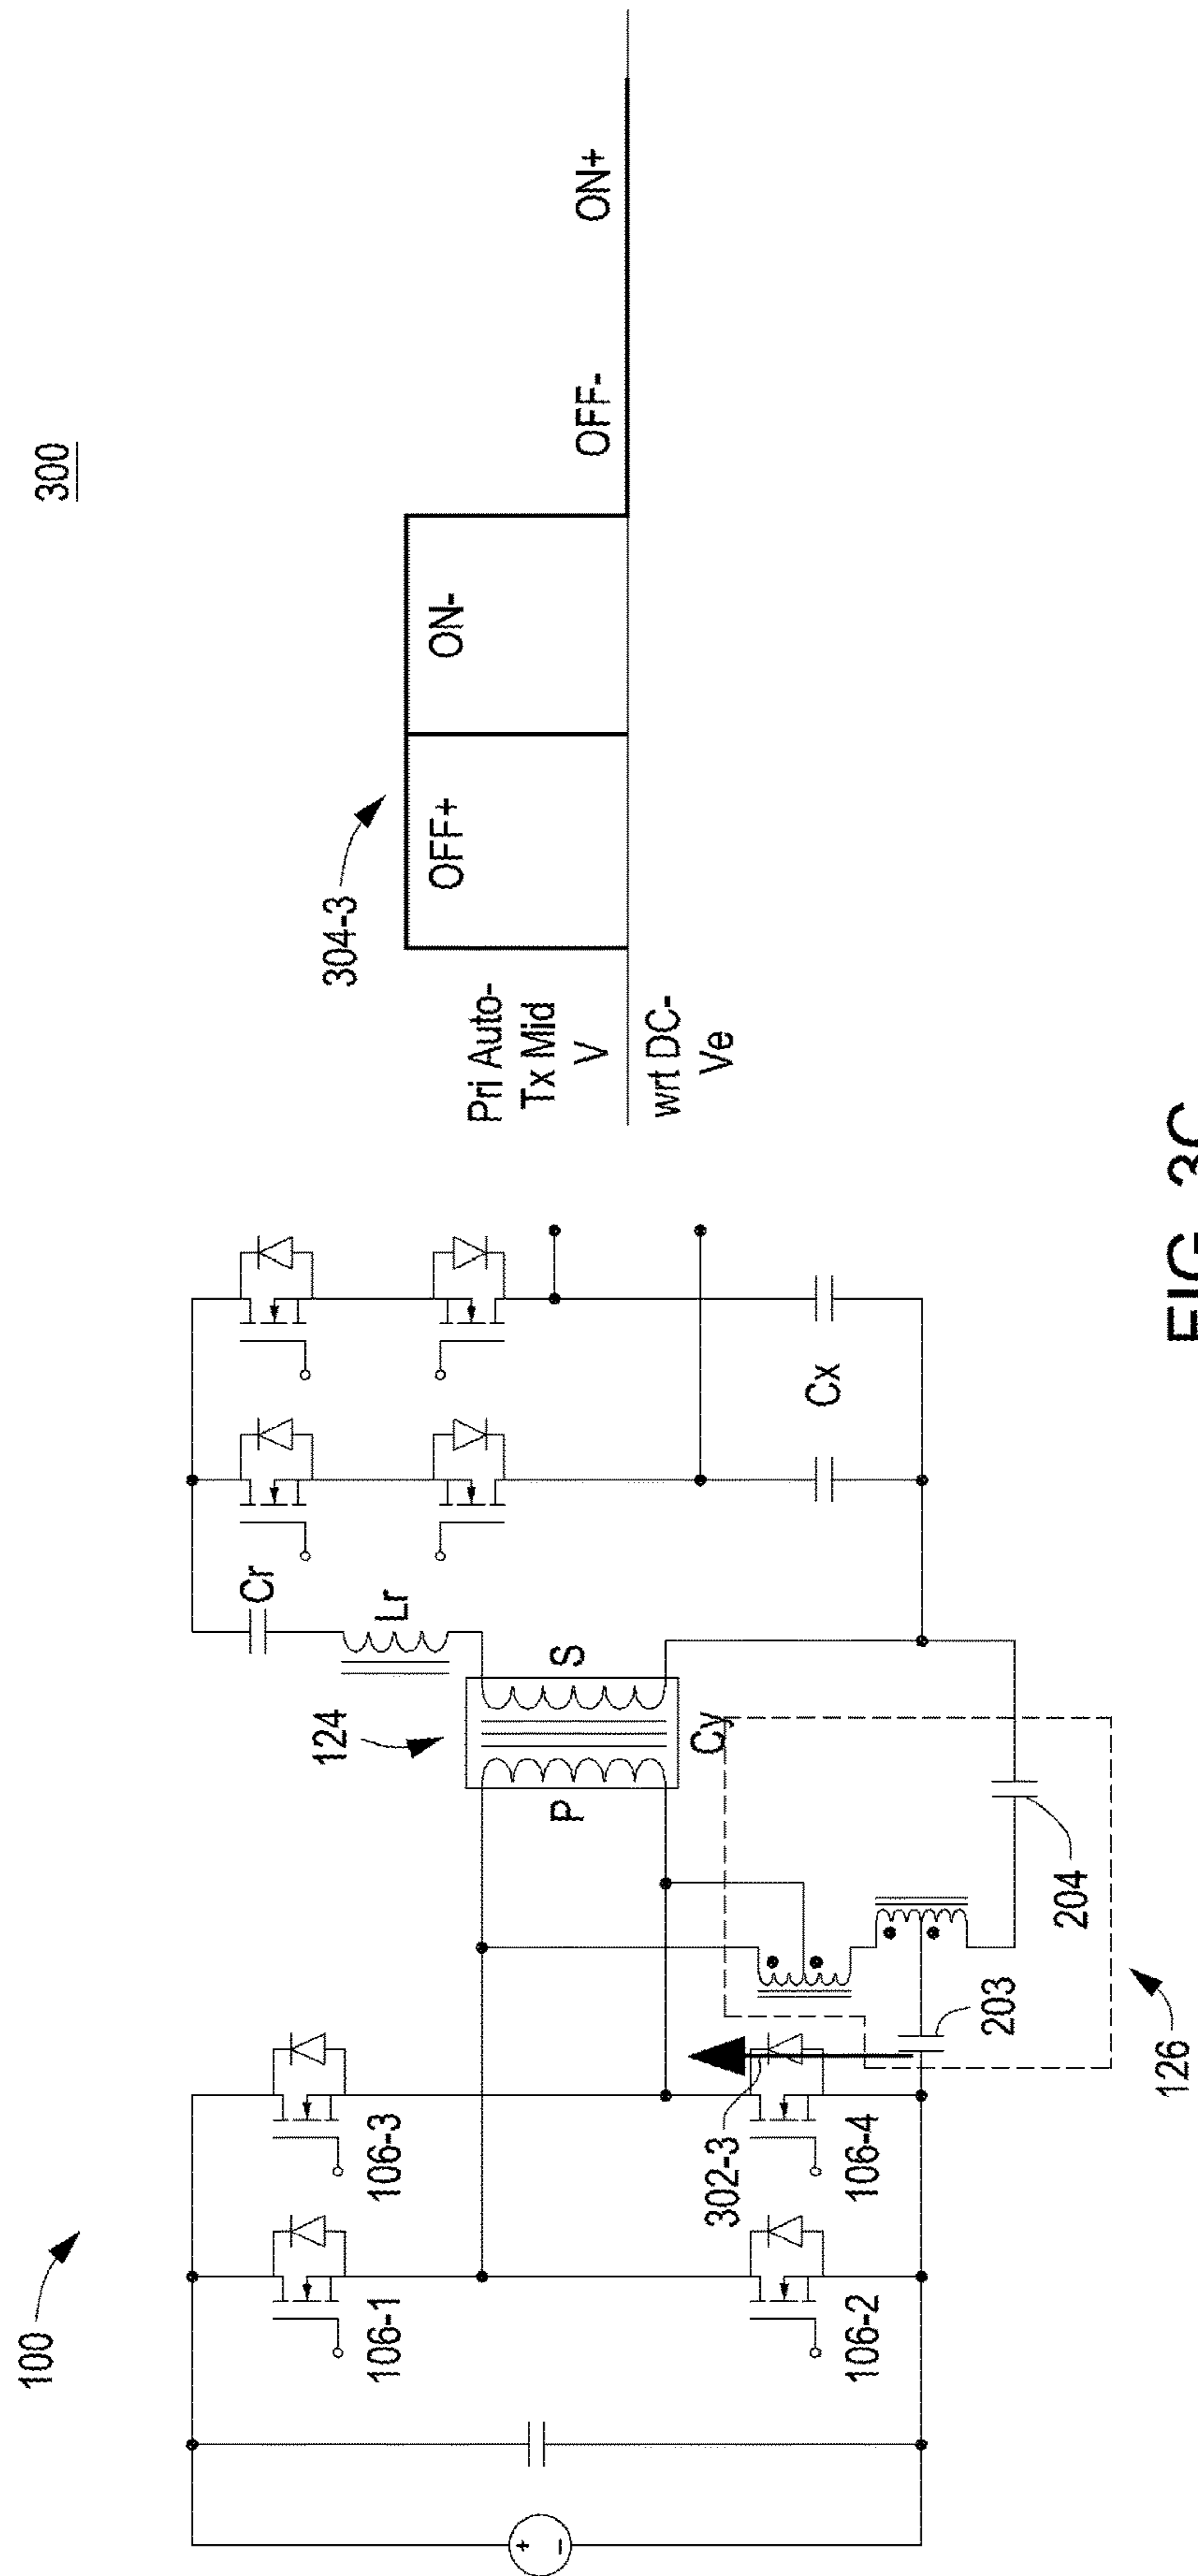 300
100
304-3
Pri Auto-
Tx Mid
V
wrt DC-
Ve
OFF+
ON-
OFF-
ON+
106-1
106-3
106-2
106-4
302-3
124
P
S
Cr
Lr
Cy
Cx
203
204
126
+
-
FIG. 3C